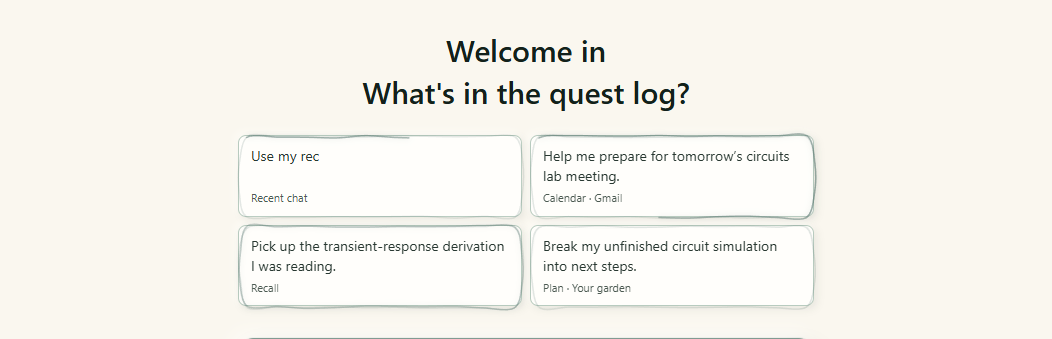 Welcome in
What's in the quest log?
Use my rec
Recent chat
Help me prepare for tomorrow’s circuits
lab meeting.
Calendar · Gmail
Pick up the transient-response derivation
I was reading.
Recall
Break my unfinished circuit simulation
into next steps.
Plan · Your garden